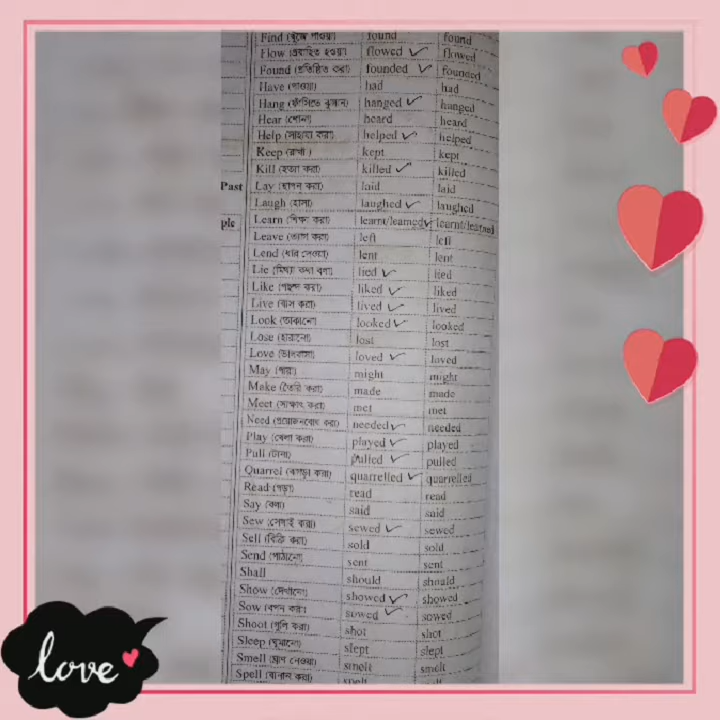 Find (খুঁজে পাওয়া) found found
Flow (প্রবাহিত হওয়া) flowed flowed
Found (প্রতিষ্ঠিত করা) founded founded
Have (পাওয়া) had had
Hang (ফাঁসিতে ঝুলান) hanged hanged
Hear (শোনা) heard heard
Help (সাহায্য করা) helped helped
Keep (রাখা) kept kept
Kill (হত্যা করা) killed killed
Past Lay (স্থাপন করা) laid laid
Laugh (হাসা) laughed laughed
ple Learn (শিক্ষা করা) learnt/learned learnt/learned
Leave (ত্যাগ করা) left left
Lend (ধার দেওয়া) lent lent
Lie (মিথ্যা কথা বলা) lied lied
Like (পছন্দ করা) liked liked
Live (বাস করা) lived lived
Look (তাকানো) looked looked
Lose (হারানো) lost lost
Love (ভালবাসা) loved loved
May (পারা) might might
Make (তৈরি করা) made made
Meet (সাক্ষাৎ করা) met met
Need (প্রয়োজনবোধ করা) needed needed
Play (খেলা করা) played played
Pull (টানা) pulled pulled
Quarrel (ঝগড়া করা) quarrelled quarrelled
Read (পড়া) read read
Say (বলা) said said
Sew (সেলাই করা) sewed sewed
Sell (বিক্রি করা) sold sold
Send (পাঠানো) sent sent
Shall should should
Show (দেখানো) showed showed
Sow (বপন করা) sowed sowed
Shoot (গুলি করা) shot shot
Sleep (ঘুমানো) slept slept
Smell (ঘ্রাণ নেওয়া) smelt smelt
Spell (বানান করা)
love